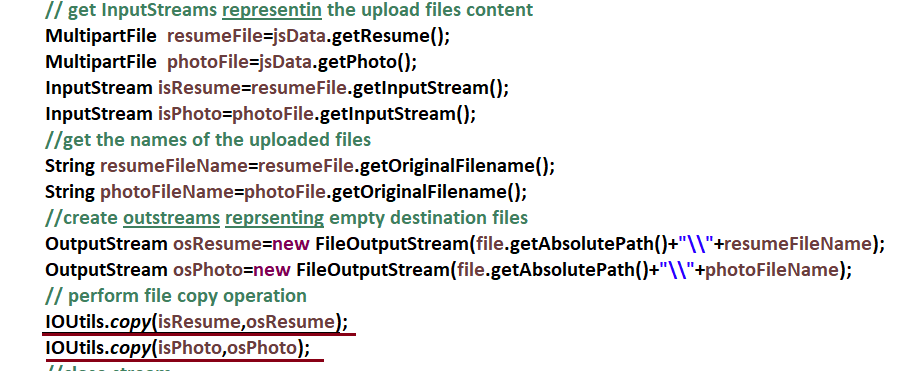 // get InputStreams representin the upload files content
MultipartFile  resumeFile=jsData.getResume();
MultipartFile  photoFile=jsData.getPhoto();
InputStream isResume=resumeFile.getInputStream();
InputStream isPhoto=photoFile.getInputStream();
//get the names of the uploaded files
String resumeFileName=resumeFile.getOriginalFilename();
String photoFileName=photoFile.getOriginalFilename();
//create outstreams reprsenting empty destination files
OutputStream osResume=new FileOutputStream(file.getAbsolutePath()+"\\"+resumeFileName);
OutputStream osPhoto=new FileOutputStream(file.getAbsolutePath()+"\\"+photoFileName);
// perform file copy operation
IOUtils.copy(isResume,osResume);
IOUtils.copy(isPhoto,osPhoto);